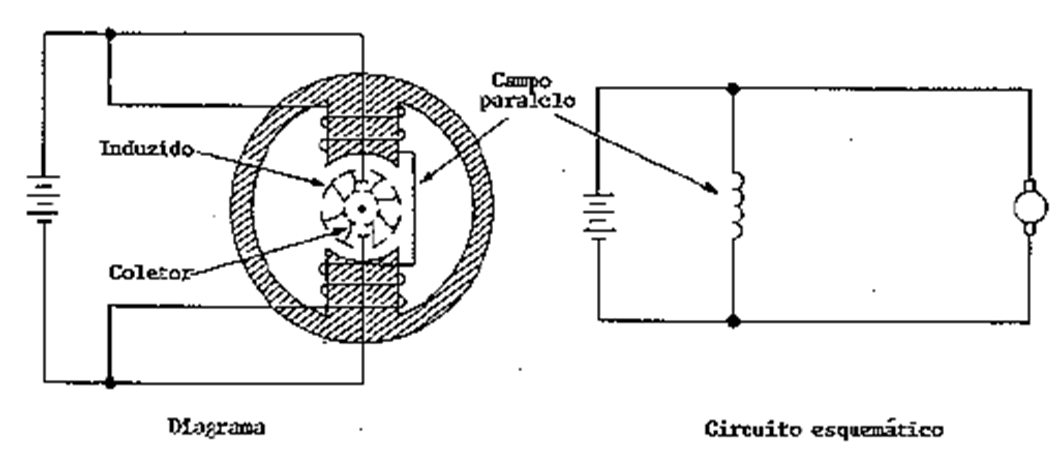 Campo
paralelo
Induzido
Coletor
Diagrama
Circuito esquemático